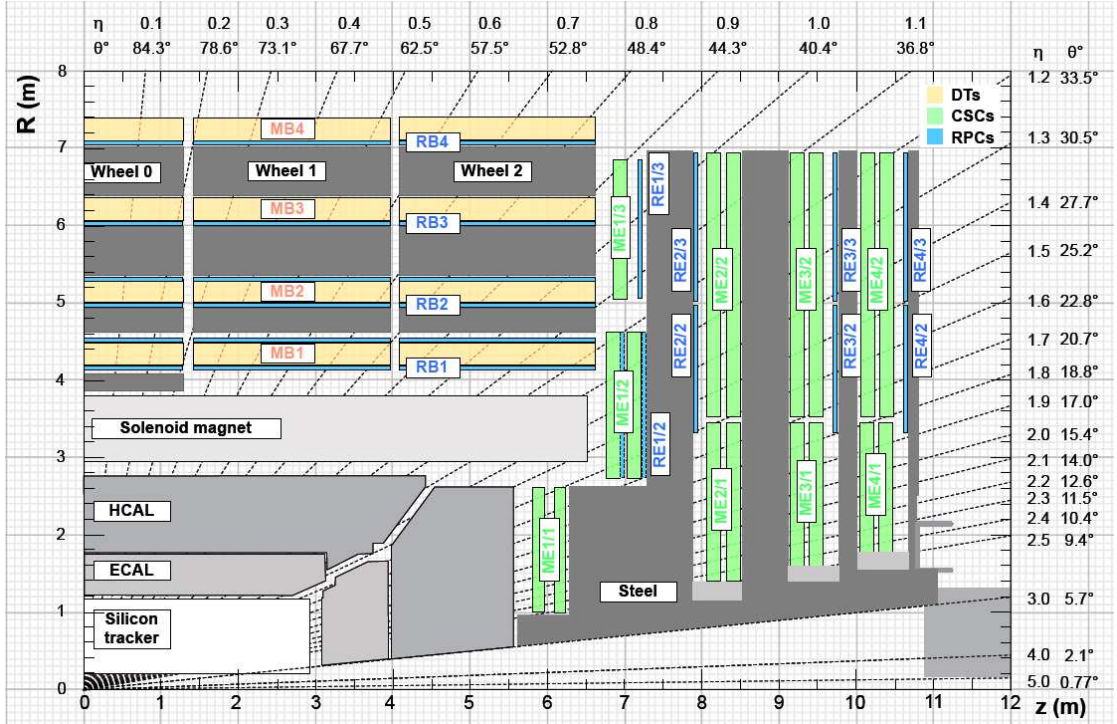 η 0.1 0.2 0.3 0.4 0.5 0.6 0.7 0.8 0.9 1.0 1.1
θ° 84.3° 78.6° 73.1° 67.7° 62.5° 57.5° 52.8° 48.4° 44.3° 40.4° 36.8° η θ°
R (m)
8
7
6
5
4
3
2
1
0
1.2 33.5°
1.3 30.5°
1.4 27.7°
1.5 25.2°
1.6 22.8°
1.7 20.7°
1.8 18.8°
1.9 17.0°
2.0 15.4°
2.1 14.0°
2.2 12.6°
2.3 11.5°
2.4 10.4°
2.5 9.4°
3.0 5.7°
4.0 2.1°
5.0 0.77°
DTs
CSCs
RPCs
MB4
RB4
Wheel 0 Wheel 1 Wheel 2
MB3
RB3
MB2
RB2
MB1
RB1
Solenoid magnet
HCAL
ECAL
Silicon
tracker
Steel
ME1/3
RE1/3
RE2/3
ME2/2
ME3/2
RE3/3
ME4/2
RE4/3
ME1/2
RE1/2
RE2/2
RE3/2
RE4/2
ME1/1
ME2/1
ME3/1
ME4/1
0 1 2 3 4 5 6 7 8 9 10 11 12
z (m)